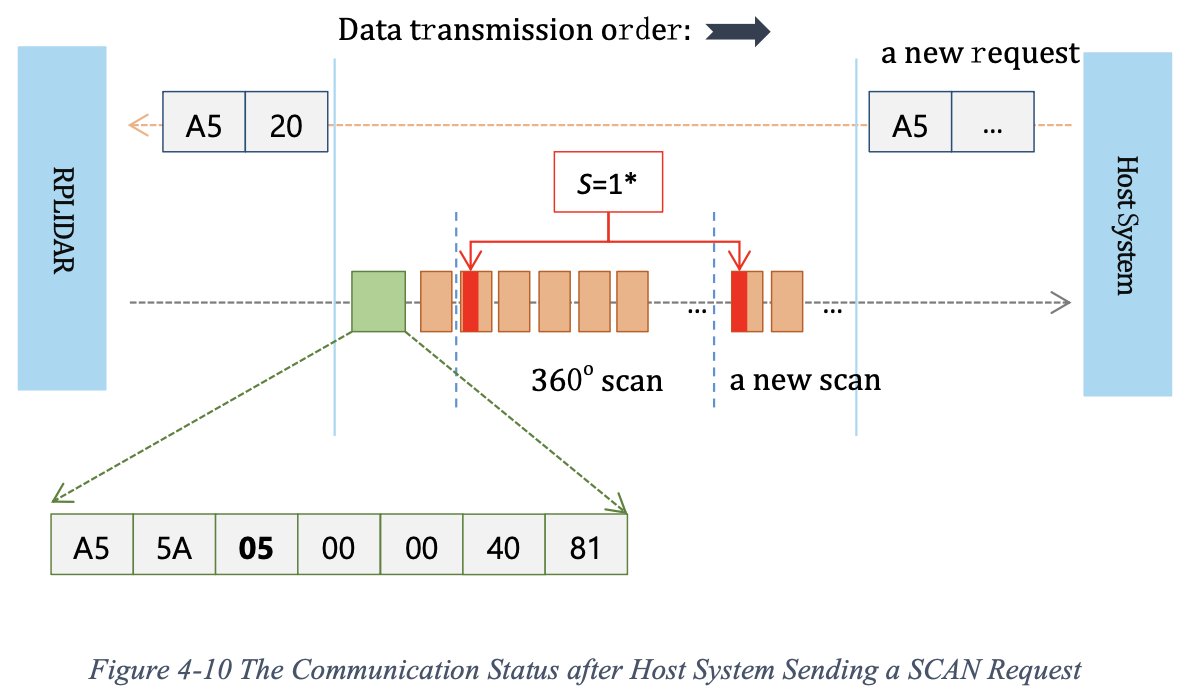 Data transmission order:
a new request
A5 20
A5 ...
RPLIDAR
Host System
S=1*
... ...
360° scan
a new scan
A5 5A 05 00 00 40 81
Figure 4-10 The Communication Status after Host System Sending a SCAN Request